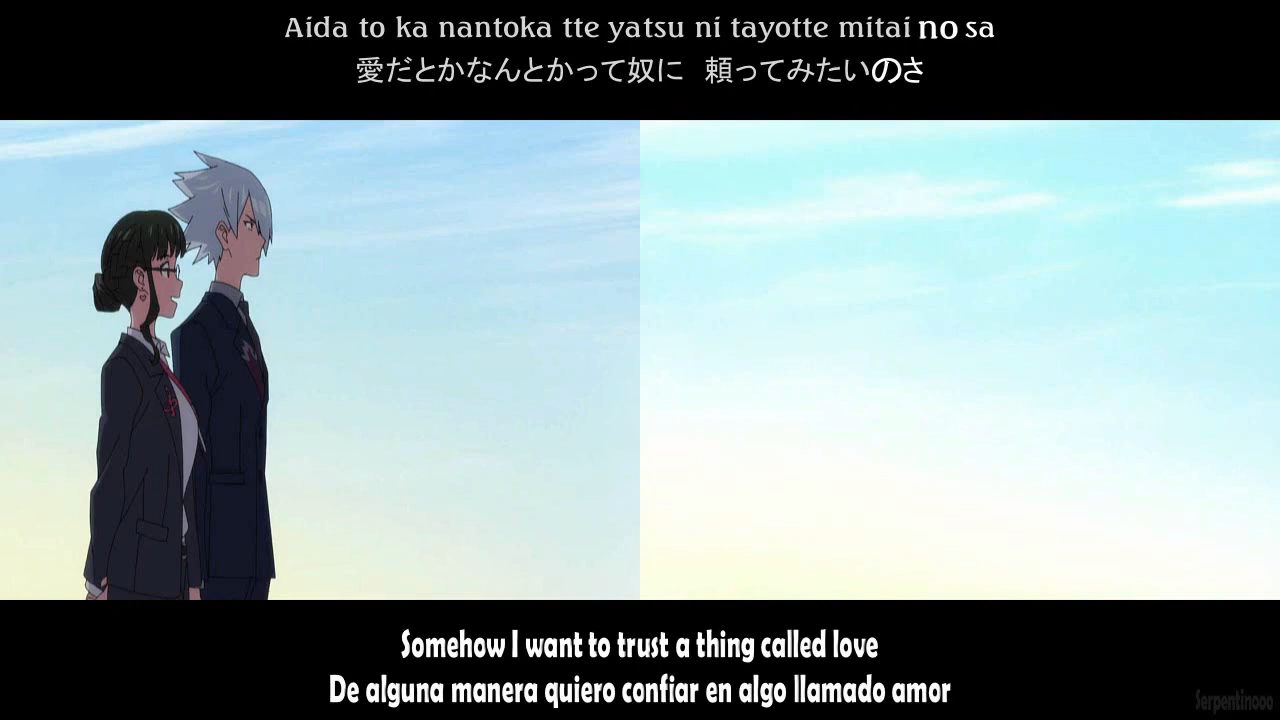 Aida to ka nantoka tte yatsu ni tayotte mitai no sa
愛だとかなんとかって奴に　頼ってみたいのさ
Somehow I want to trust a thing called love
De alguna manera quiero confiar en algo llamado amor
Serpentinooo